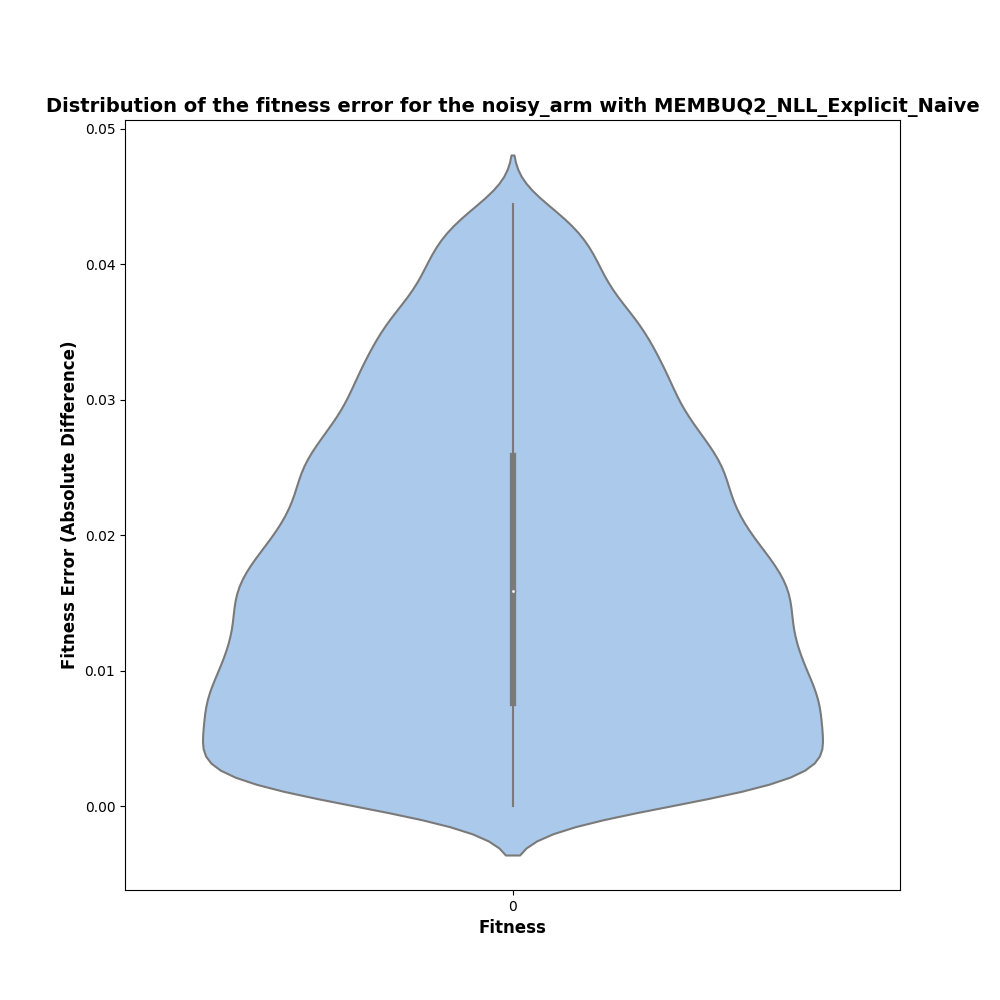 Distribution of the fitness error for the noisy_arm with MEMBUQ2_NLL_Explicit_Naive
0.05
0.04
0.03
0.02
0.01
0.00
Fitness Error (Absolute Difference)
0
Fitness